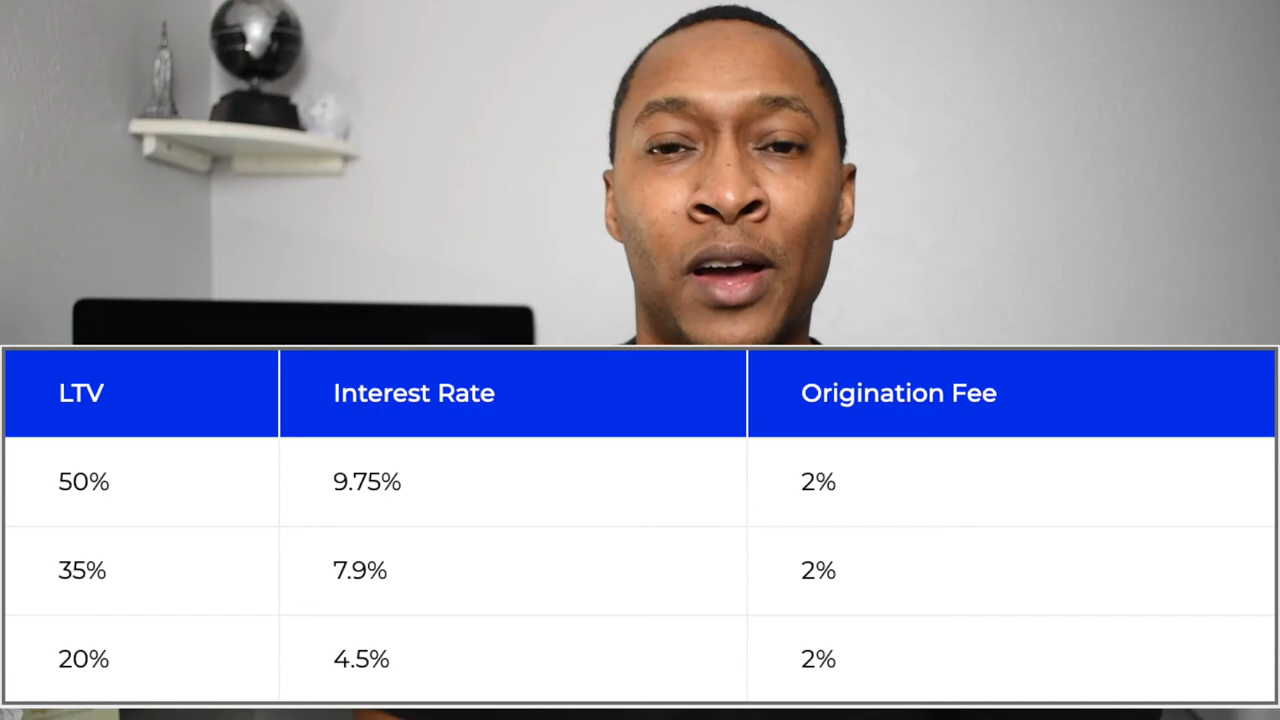 LTV Interest Rate Origination Fee
50% 9.75% 2%
35% 7.9% 2%
20% 4.5% 2%